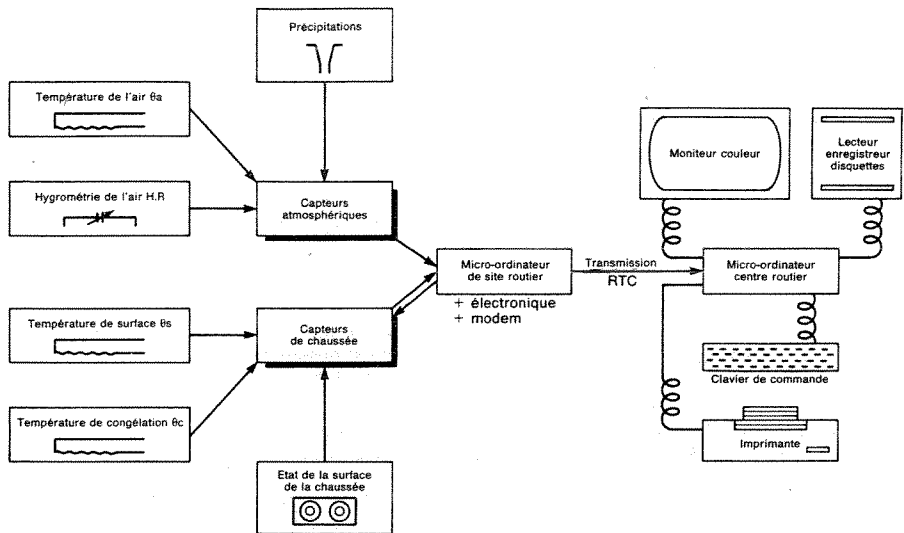 Précipitations
Température de l'air θa
Hygrométrie de l'air H.R
Capteurs
atmosphériques
Température de surface θs
Capteurs
de chaussée
Température de congélation θc
Etat de la surface
de la chaussée
Micro-ordinateur
de site routier
+ électronique
+ modem
Transmission
RTC
Moniteur couleur
Lecteur
enregistreur
disquettes
Micro-ordinateur
centre routier
Clavier de commande
Imprimante